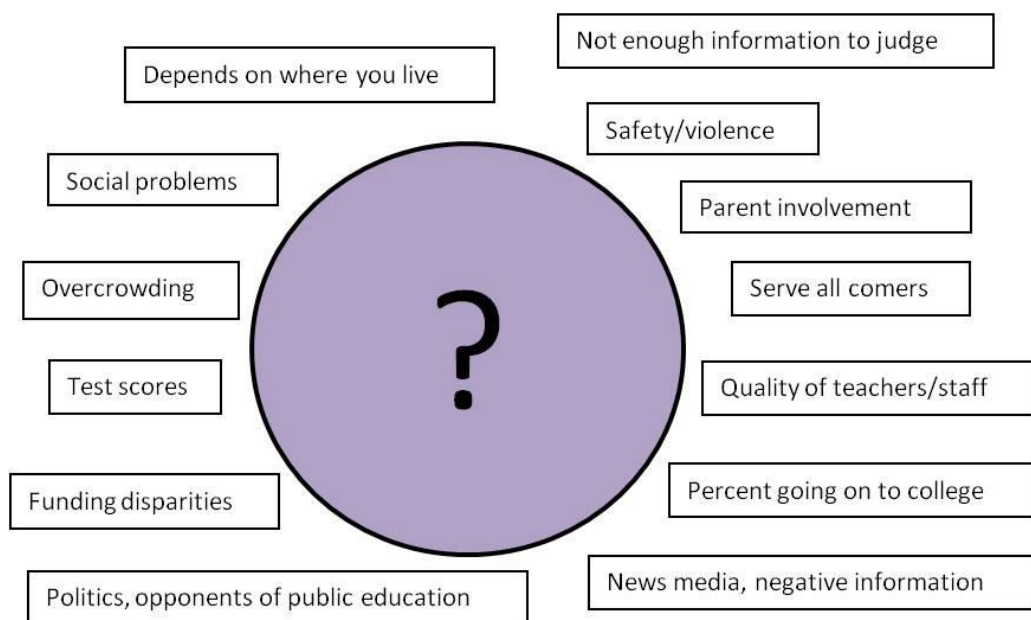 Not enough information to judge
Depends on where you live
Safety/violence
Social problems
Parent involvement
Overcrowding
Serve all comers
?
Test scores
Quality of teachers/staff
Funding disparities
Percent going on to college
News media, negative information
Politics, opponents of public education